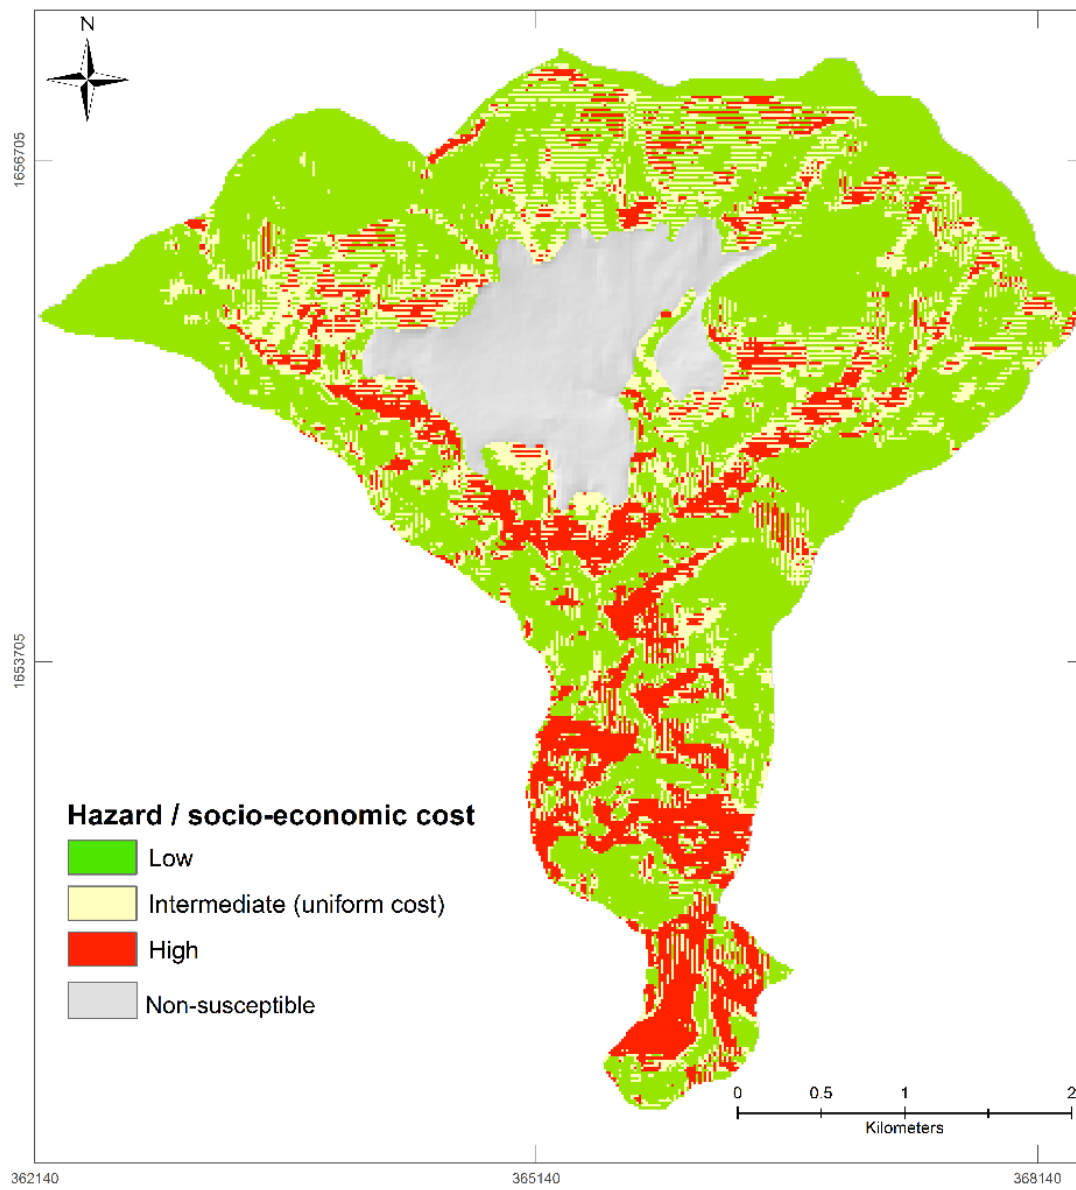 N
1656705
1653705
Hazard / socio-economic cost
Low
Intermediate (uniform cost)
High
Non-susceptible
0 0.5 1 2
Kilometers
362140 365140 368140